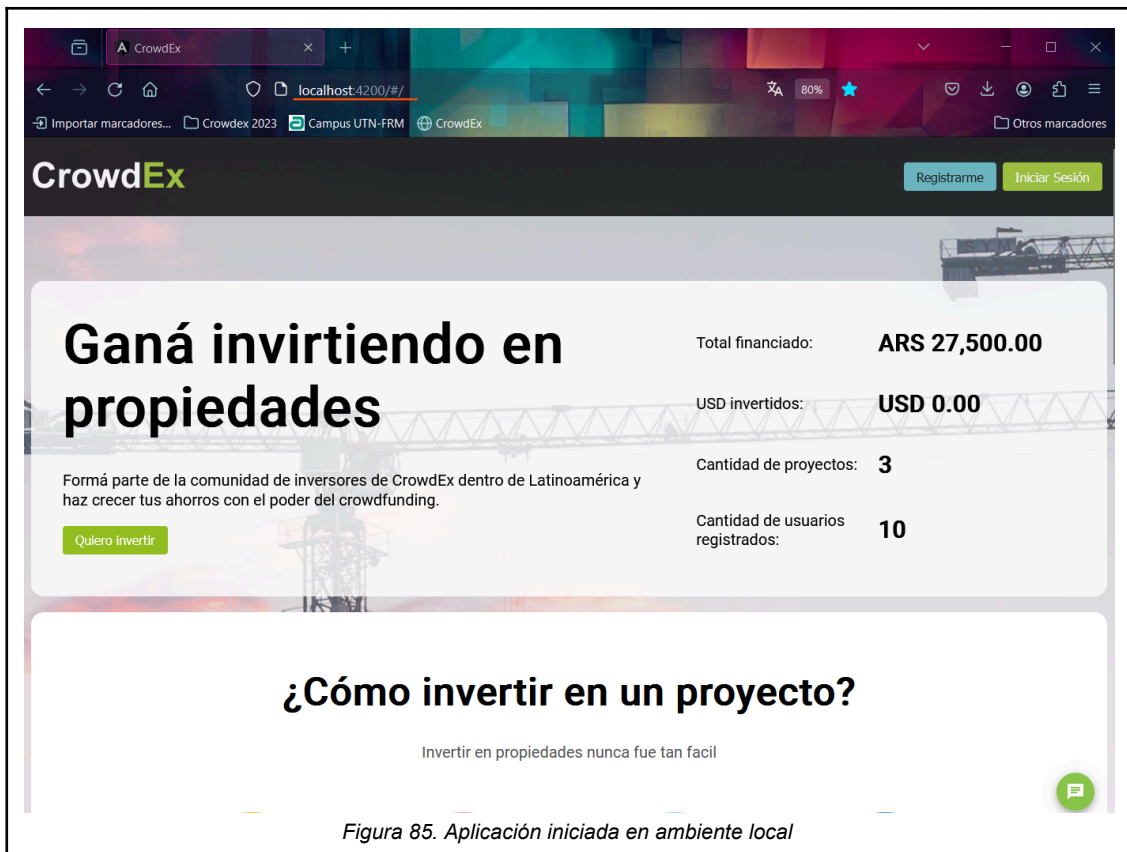 CrowdEx
localhost:4200/#/
80%
Importar marcadores...
Crowdex 2023
Campus UTN-FRM
CrowdEx
Otros marcadores
CrowdEx
Registrarme
Iniciar Sesión
SYM
Ganá invirtiendo en
propiedades
Formá parte de la comunidad de inversores de CrowdEx dentro de Latinoamérica y
haz crecer tus ahorros con el poder del crowdfunding.
Quiero invertir
Total financiado: ARS 27,500.00
USD invertidos: USD 0.00
Cantidad de proyectos: 3
Cantidad de usuarios
registrados: 10
¿Cómo invertir en un proyecto?
Invertir en propiedades nunca fue tan facil
Figura 85. Aplicación iniciada en ambiente local